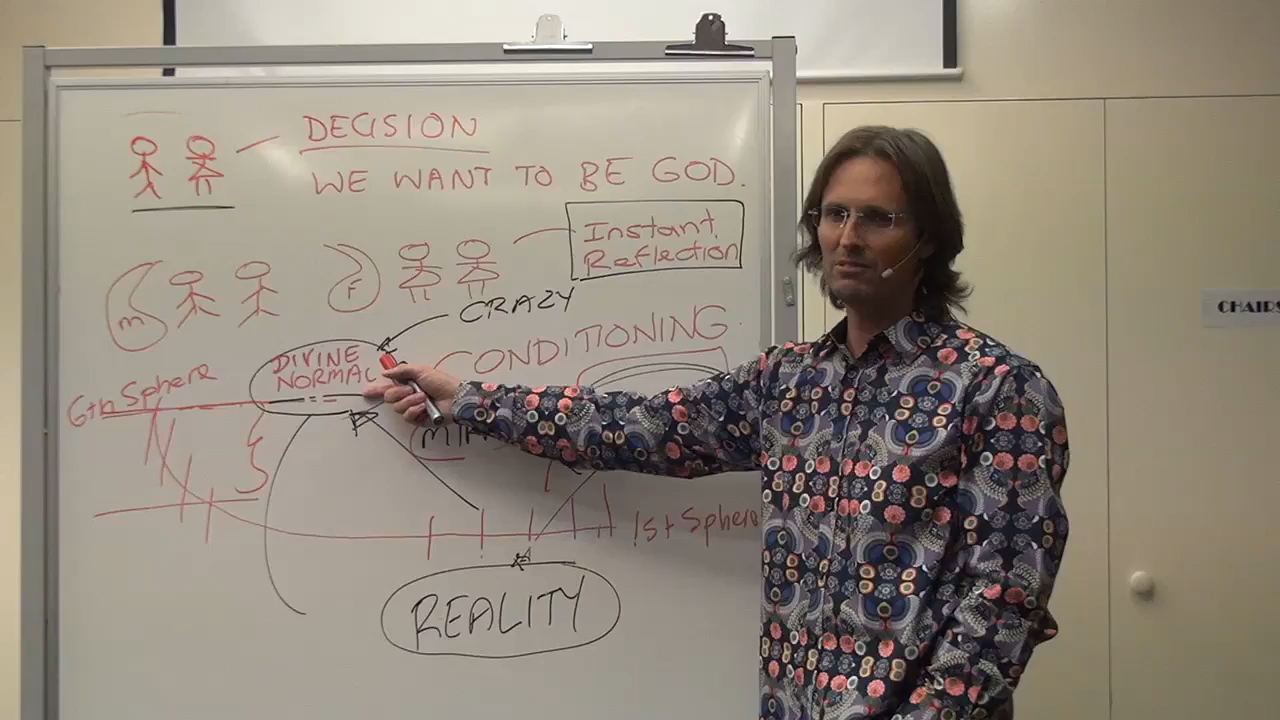 DECISION
WE WANT TO BE GOD.
Instant
Reflection
M
F
CRAZY
CONDITIONING
DIVINE
NORMAL
6th Sphere
1st Sphere
REALITY
CHAIRS